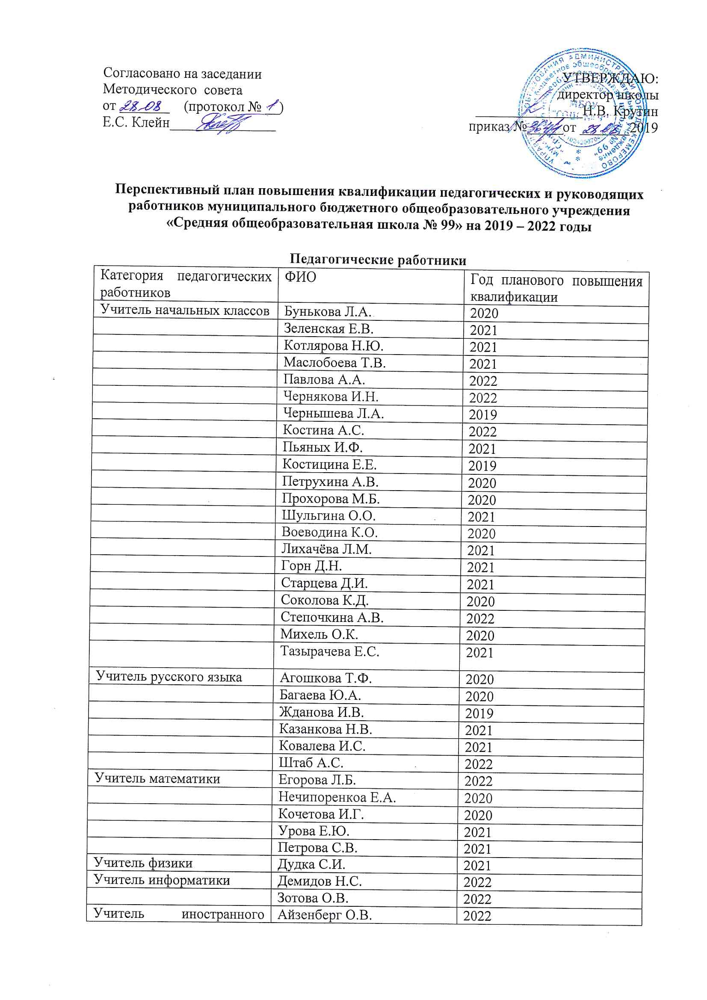 Согласовано на заседании
Методического совета
от 28.08 (протокол № 1)
Е.С. Клейн
УТВЕРЖДАЮ:
директор школы
Н.В. Крутин
приказ № от 28.08 2019
Перспективный план повышения квалификации педагогических и руководящих
работников муниципального бюджетного общеобразовательного учреждения
«Средняя общеобразовательная школа № 99» на 2019 – 2022 годы
Педагогические работники
Категория педагогических работников ФИО Год планового повышения квалификации
Учитель начальных классов Бунькова Л.А. 2020
Зеленская Е.В. 2021
Котлярова Н.Ю. 2021
Маслобоева Т.В. 2021
Павлова А.А. 2022
Чернякова И.Н. 2022
Чернышева Л.А. 2019
Костина А.С. 2022
Пьяных И.Ф. 2021
Костицина Е.Е. 2019
Петрухина А.В. 2020
Прохорова М.Б. 2020
Шульгина О.О. 2021
Воеводина К.О. 2020
Лихачёва Л.М. 2021
Горн Д.Н. 2021
Старцева Д.И. 2021
Соколова К.Д. 2020
Степочкина А.В. 2022
Михель О.К. 2020
Тазырачева Е.С. 2021
Учитель русского языка Агошкова Т.Ф. 2020
Багаева Ю.А. 2020
Жданова И.В. 2019
Казанкова Н.В. 2021
Ковалева И.С. 2021
Штаб А.С. 2022
Учитель математики Егорова Л.Б. 2022
Нечипоренкоа Е.А. 2020
Кочетова И.Г. 2020
Урова Е.Ю. 2021
Петрова С.В. 2021
Учитель физики Дудка С.И. 2021
Учитель информатики Демидов Н.С. 2022
Зотова О.В. 2022
Учитель иностранного Айзенберг О.В. 2022